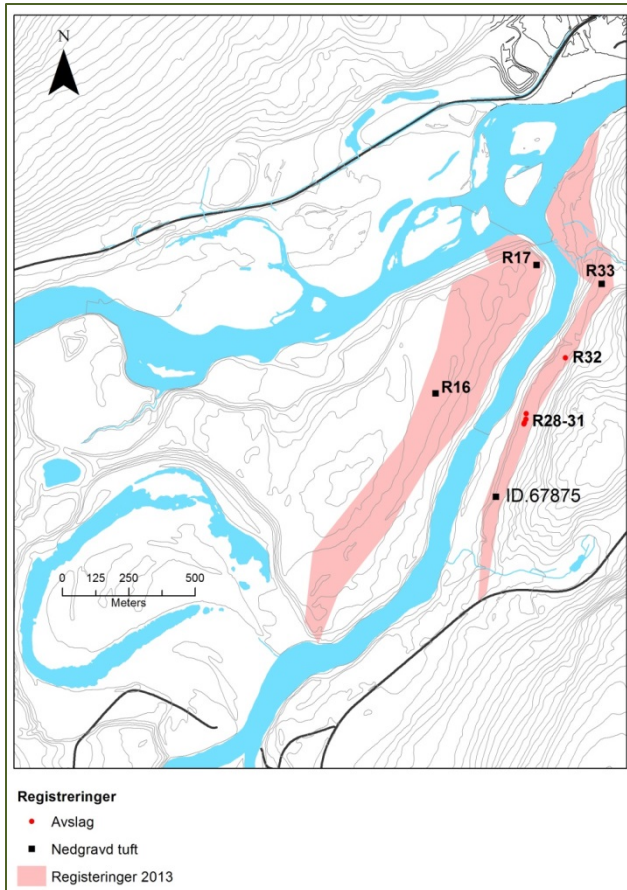 N
R17
R33
R32
R16
R28-31
ID.67875
0 125 250 500
Meters
Registreringer
Avslag
Nedgravd tuft
Registeringer 2013